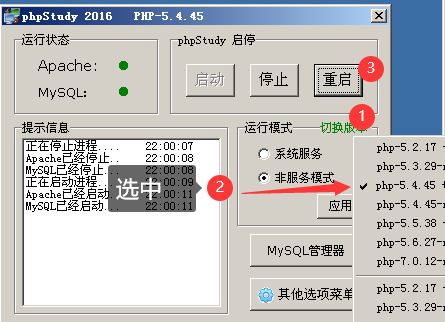 phpStudy 2016 PHP-5.4.45
运行状态
Apache:
MySQL:
phpStudy 启停
启动
停止
重启
3
提示信息
正在停止进程....  22:00:07
Apache已经停止...  22:00:08
MySQL已经停止...  22:00:08
正在启动进程....  22:00:09
Apache已经启动...  22:00:11
MySQL已经启动...  22:00:11
选中
2
运行模式
切换版本
1
系统服务
非服务模式
应用
MySQL管理器
其他选项菜单
php-5.2.17
php-5.3.29-
php-5.4.45
php-5.4.45-
php-5.5.38
php-5.6.27-
php-7.0.12-
php-5.2.17
php-5.3.29-